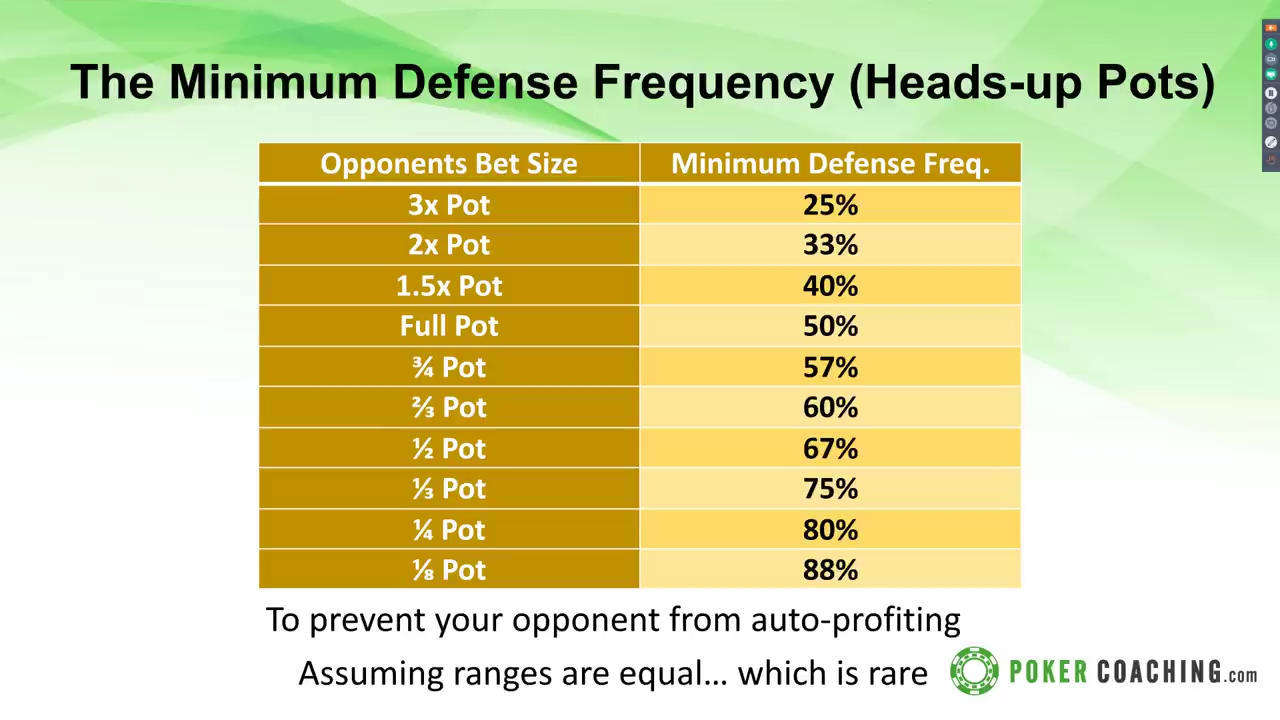 The Minimum Defense Frequency (Heads-up Pots)
Opponents Bet Size Minimum Defense Freq.
3x Pot 25%
2x Pot 33%
1.5x Pot 40%
Full Pot 50%
¾ Pot 57%
⅔ Pot 60%
½ Pot 67%
⅓ Pot 75%
¼ Pot 80%
⅛ Pot 88%
To prevent your opponent from auto-profiting
Assuming ranges are equal... which is rare
POKER COACHING.com